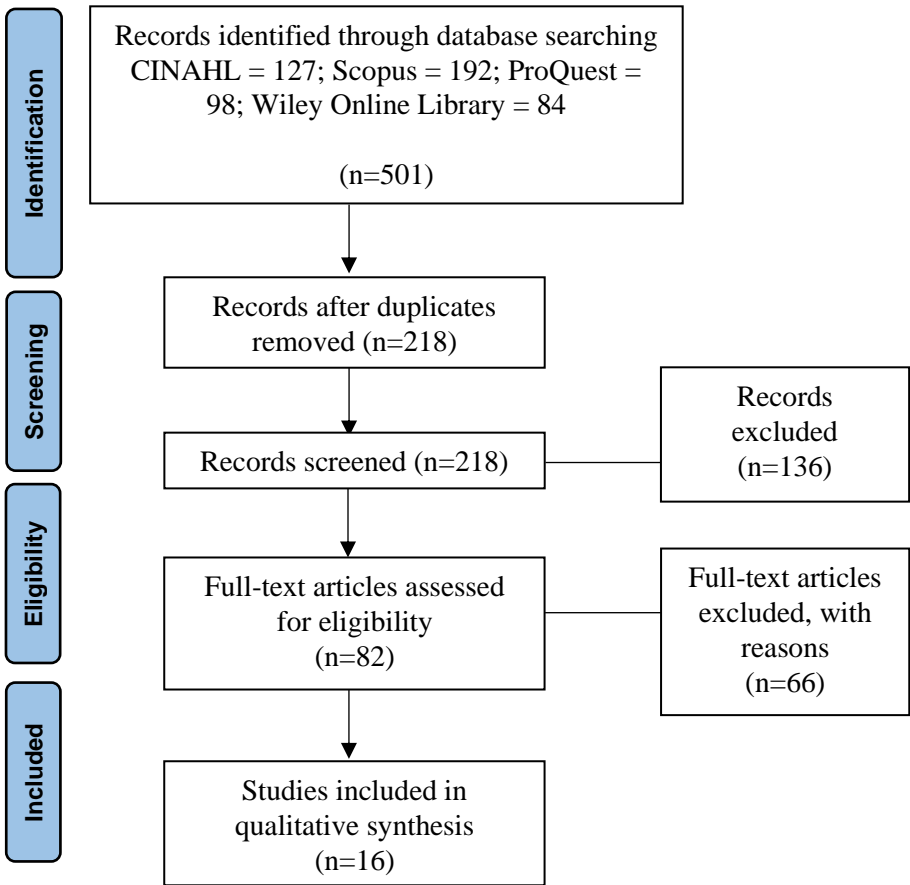 Identification
Records identified through database searching
CINAHL = 127; Scopus = 192; ProQuest =
98; Wiley Online Library = 84
(n=501)
Screening
Records after duplicates
removed (n=218)
Records screened (n=218)
Records
excluded
(n=136)
Eligibility
Full-text articles assessed
for eligibility
(n=82)
Full-text articles
excluded, with
reasons
(n=66)
Included
Studies included in
qualitative synthesis
(n=16)